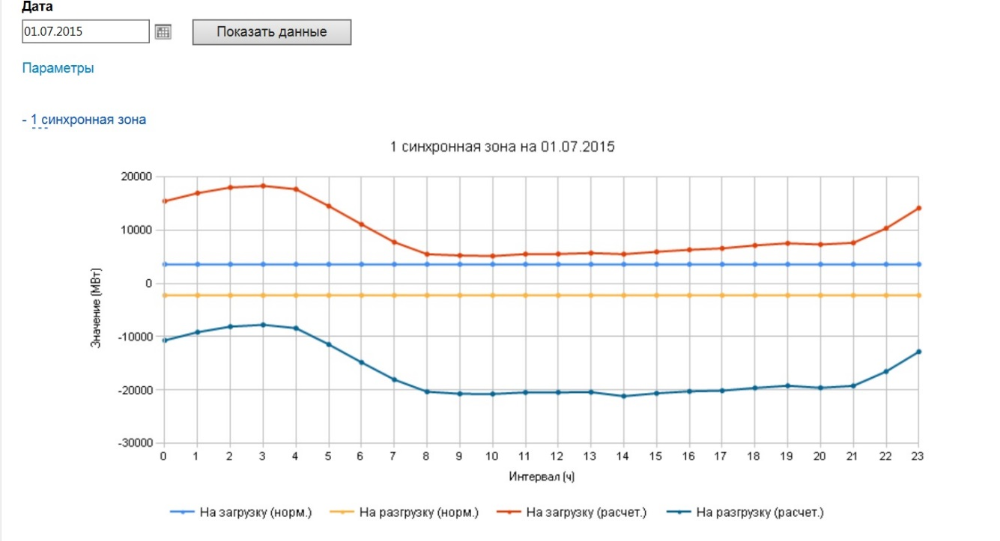 Дата
01.07.2015
Показать данные
Параметры
- 1 синхронная зона
1 синхронная зона на 01.07.2015
20000
10000
0
-10000
-20000
-30000
Значение (МВт)
0 1 2 3 4 5 6 7 8 9 10 11 12 13 14 15 16 17 18 19 20 21 22 23
Интервал (ч)
На загрузку (норм.) На разгрузку (норм.) На загрузку (расчет.) На разгрузку (расчет.)